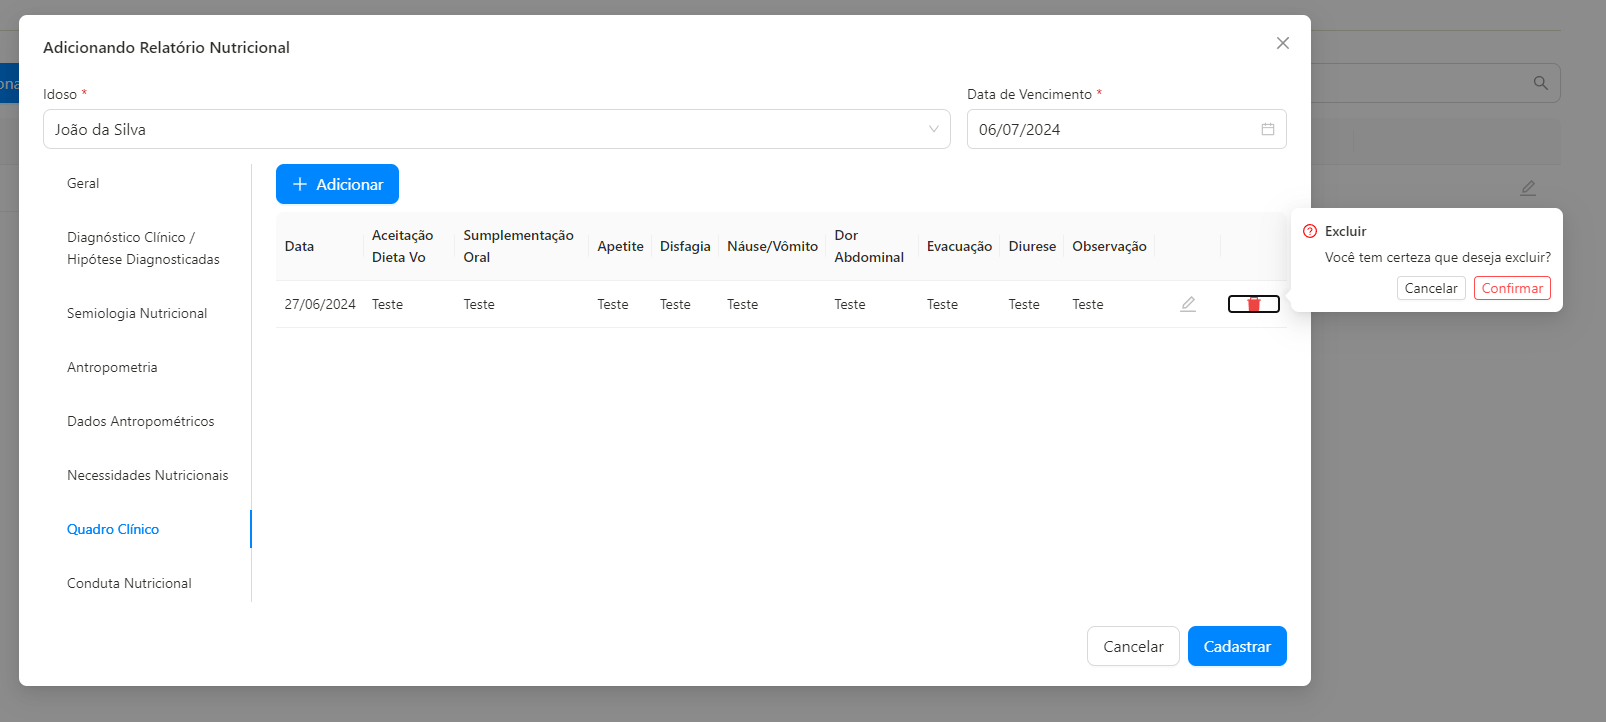 Adicionando Relatório Nutricional
Idoso *
Data de Vencimento *
João da Silva
06/07/2024
Geral
Diagnóstico Clínico /
Hipótese Diagnosticadas
Semiologia Nutricional
Antropometria
Dados Antropométricos
Necessidades Nutricionais
Quadro Clínico
Conduta Nutricional
Adicionar
Data
Aceitação
Dieta Vo
Sumplementação
Oral
Apetite
Disfagia
Náuse/Vômito
Dor
Abdominal
Evacuação
Diurese
Observação
27/06/2024 Teste Teste Teste Teste Teste Teste Teste Teste Teste
Excluir
Você tem certeza que deseja excluir?
Cancelar
Confirmar
Cancelar
Cadastrar